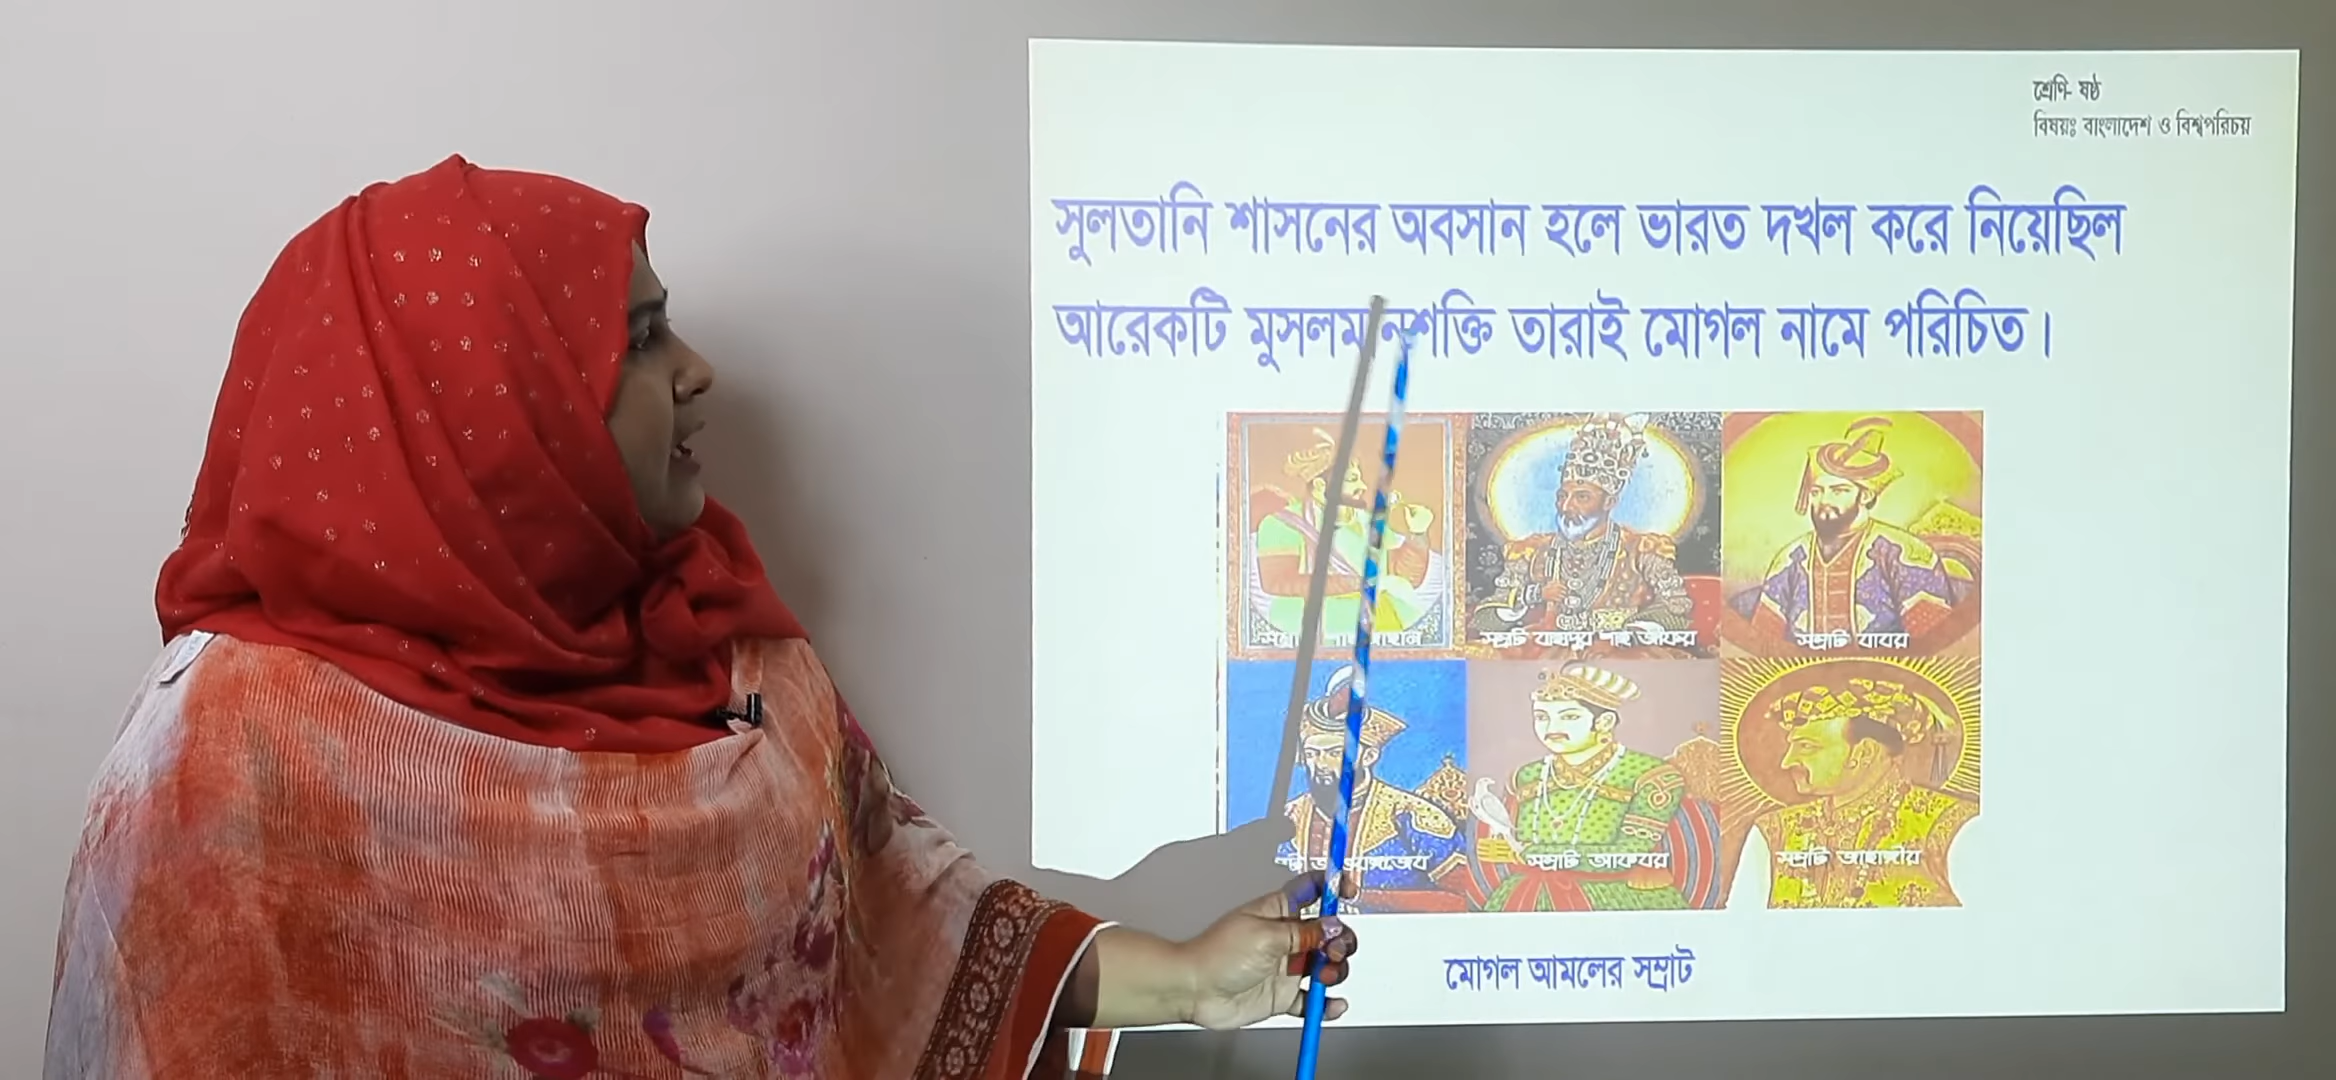 শ্রেণি- ষষ্ঠ
বিষয়ঃ বাংলাদেশ ও বিশ্বপরিচয়
সুলতানি শাসনের অবসান হলে ভারত দখল করে নিয়েছিল
আরেকটি মুসলমানশক্তি তারাই মোগল নামে পরিচিত।
সম্রাট বাহাদুর শাহ জাফর
সম্রাট বাবর
সম্রাট আকবর
সম্রাট জাহাঙ্গীর
মোগল আমলের সম্রাট